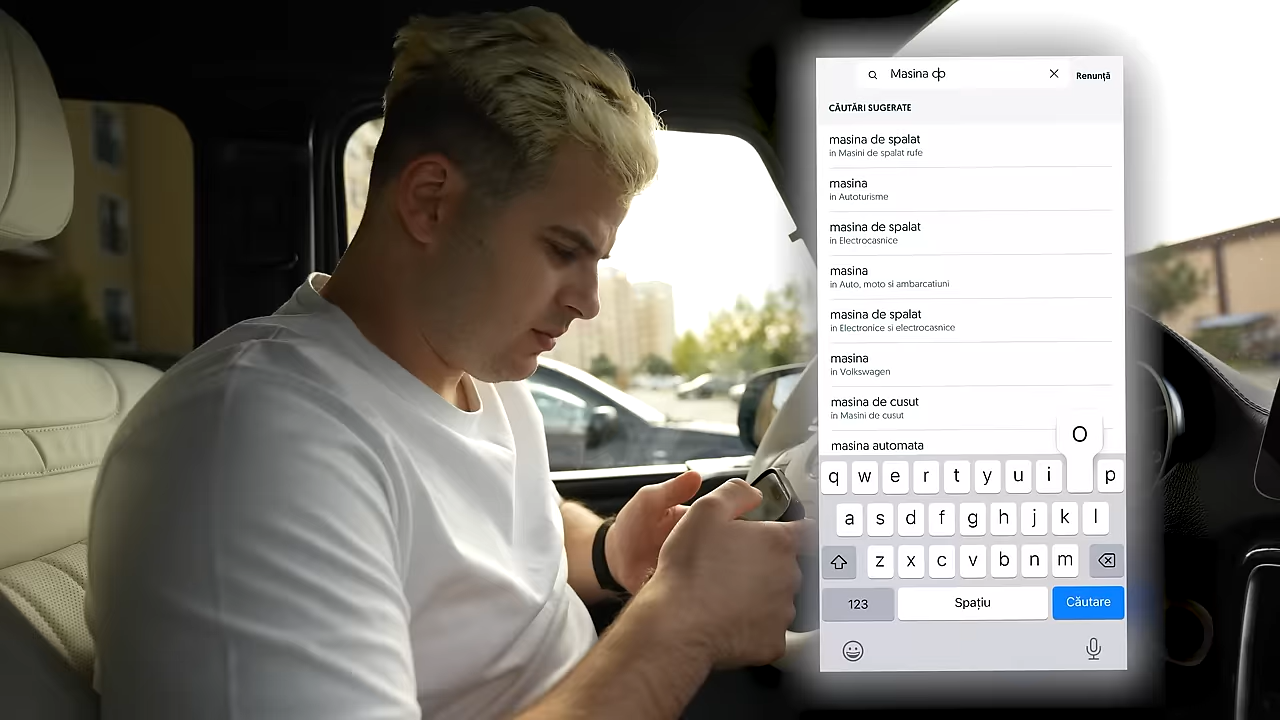 Masina co
Renunță
CĂUTĂRI SUGERATE
masina de spalat
in Masini de spalat rufe
masina
in Autoturisme
masina de spalat
in Electrocasnice
masina
in Auto, moto si ambarcatiuni
masina de spalat
in Electronice si electrocasnice
masina
in Volkswagen
masina de cusut
in Masini de cusut
masina automata
O
q w e r t y u i p
a s d f g h j k l
z x c v b n m
123 Spațiu Căutare